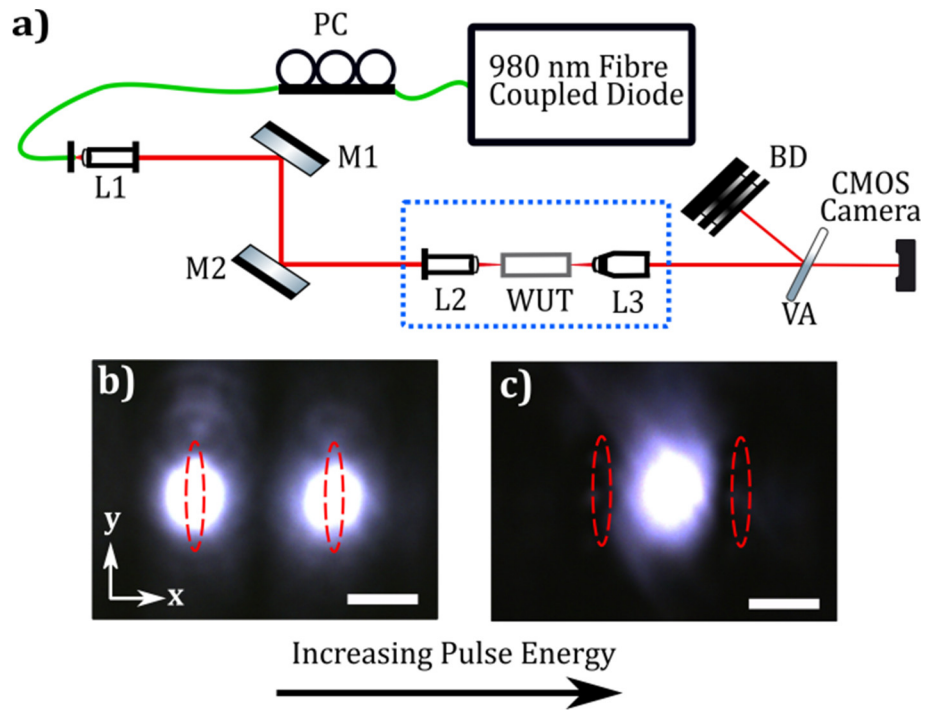 a)
PC
980 nm Fibre
Coupled Diode
L1
M1
M2
BD
CMOS
Camera
L2
WUT
L3
VA
b)
c)
y
x
Increasing Pulse Energy